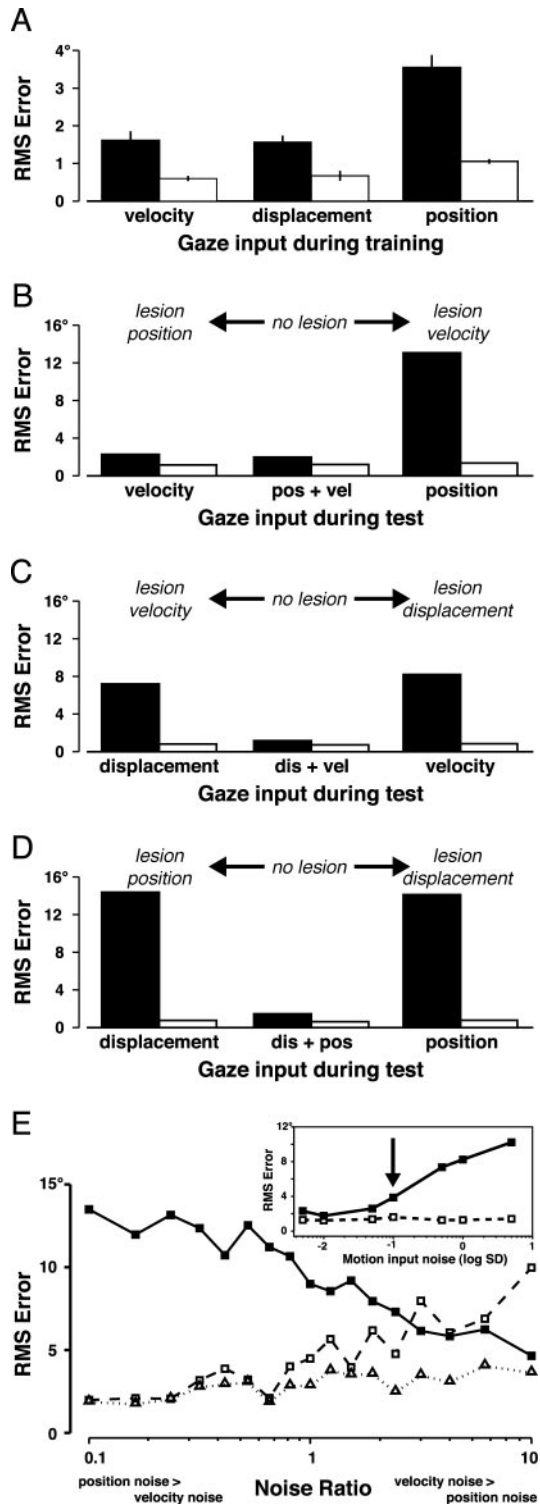 A
4°
3
2
1
0
RMS Error
velocity displacement position
Gaze input during training
B
lesion position
no lesion
lesion velocity
16°
12
8
4
0
RMS Error
velocity pos + vel position
Gaze input during test
C
lesion velocity
no lesion
lesion displacement
16°
12
8
4
0
RMS Error
displacement dis + vel velocity
Gaze input during test
D
lesion position
no lesion
lesion displacement
16°
12
8
4
0
RMS Error
displacement dis + pos position
Gaze input during test
E
12°
8
4
0
RMS Error
-2 -1 0 1
Motion input noise (log SD)
15°
10
5
0
RMS Error
0.1 1 10
position noise > velocity noise
Noise Ratio
velocity noise > position noise